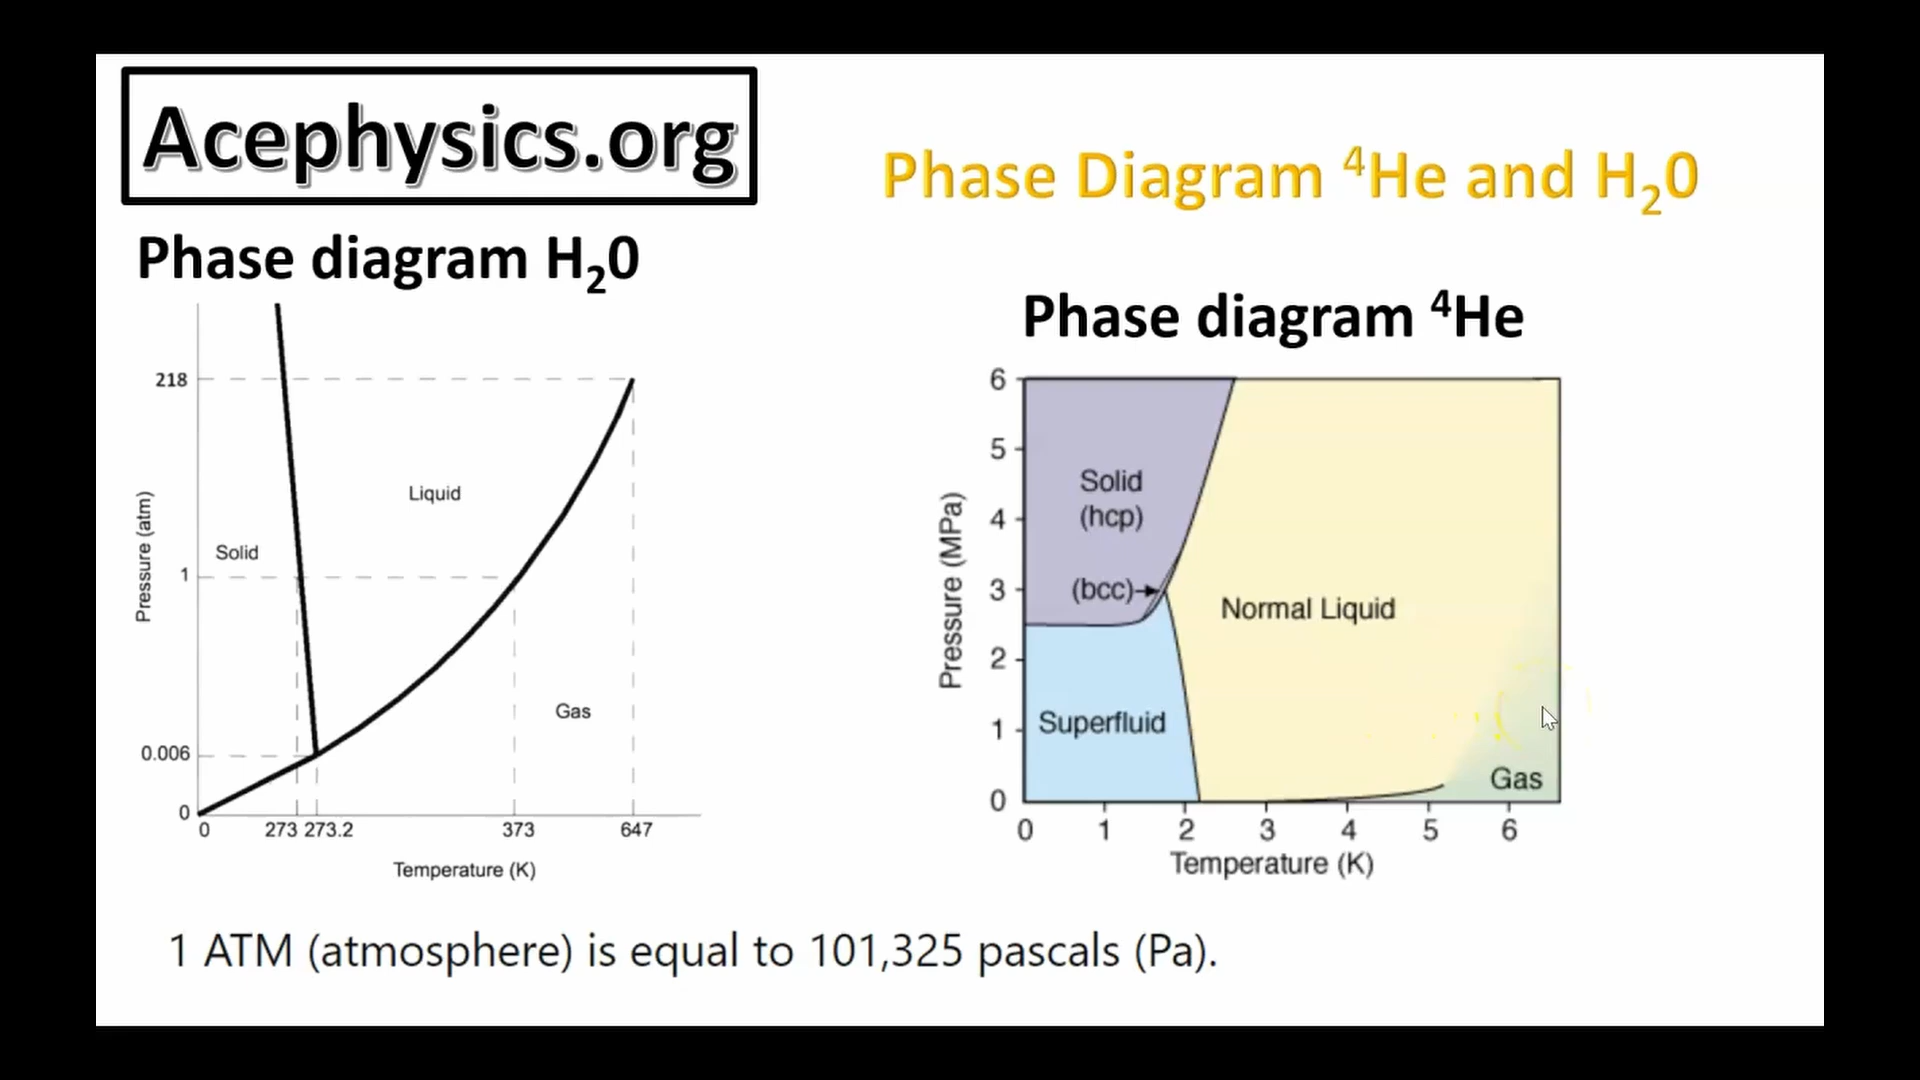 Acephysics.org
Phase Diagram ⁴He and H₂0
Phase diagram H₂0
218
1
0.006
0
Pressure (atm)
Solid
Liquid
Gas
0 273 273.2 373 647
Temperature (K)
Phase diagram ⁴He
6
5
4
3
2
1
0
Pressure (MPa)
Solid
(hcp)
(bcc)
Normal Liquid
Superfluid
Gas
0 1 2 3 4 5 6
Temperature (K)
1 ATM (atmosphere) is equal to 101,325 pascals (Pa).